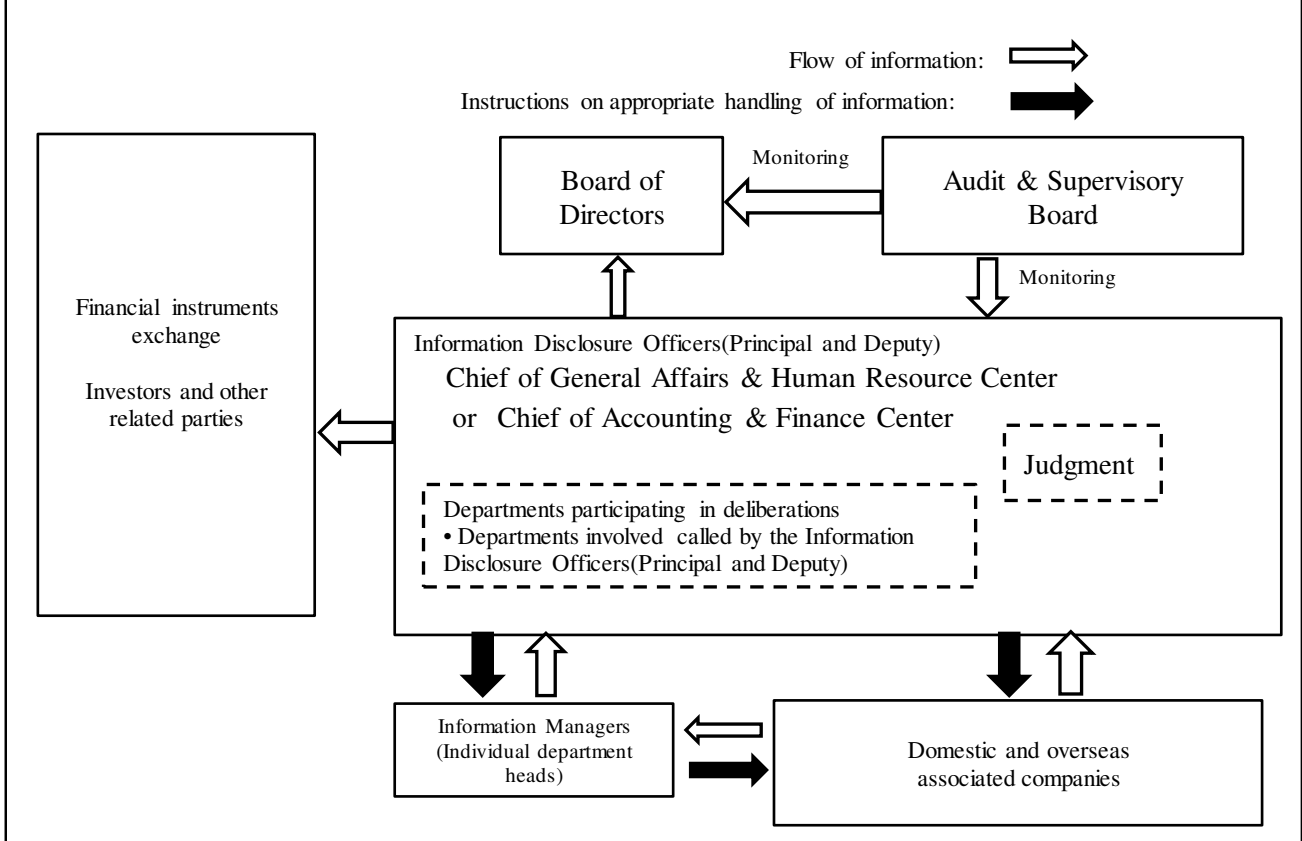 Flow of information:
Instructions on appropriate handling of information:
Board of
Directors
Monitoring
Audit & Supervisory
Board
Monitoring
Financial instruments
exchange
Investors and other
related parties
Information Disclosure Officers(Principal and Deputy)
Chief of General Affairs & Human Resource Center
or Chief of Accounting & Finance Center
Judgment
Departments participating in deliberations
• Departments involved called by the Information
Disclosure Officers(Principal and Deputy)
Information Managers
(Individual department
heads)
Domestic and overseas
associated companies